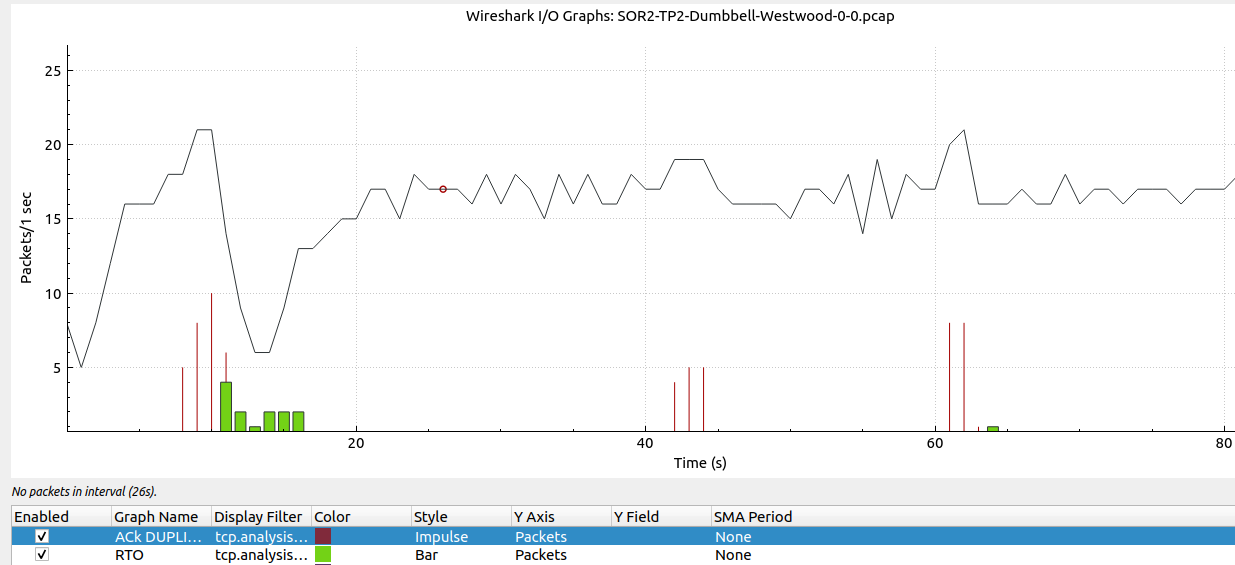 Wireshark I/O Graphs: SOR2-TP2-Dumbbell-Westwood-0-0.pcap
25
20
15
10
5
Packets/1 sec
20 40 60 80
Time (s)
No packets in interval (26s).
Enabled Graph Name Display Filter Color Style Y Axis Y Field SMA Period
ACk DUPLI... tcp.analysis... Impulse Packets None
RTO tcp.analysis... Bar Packets None